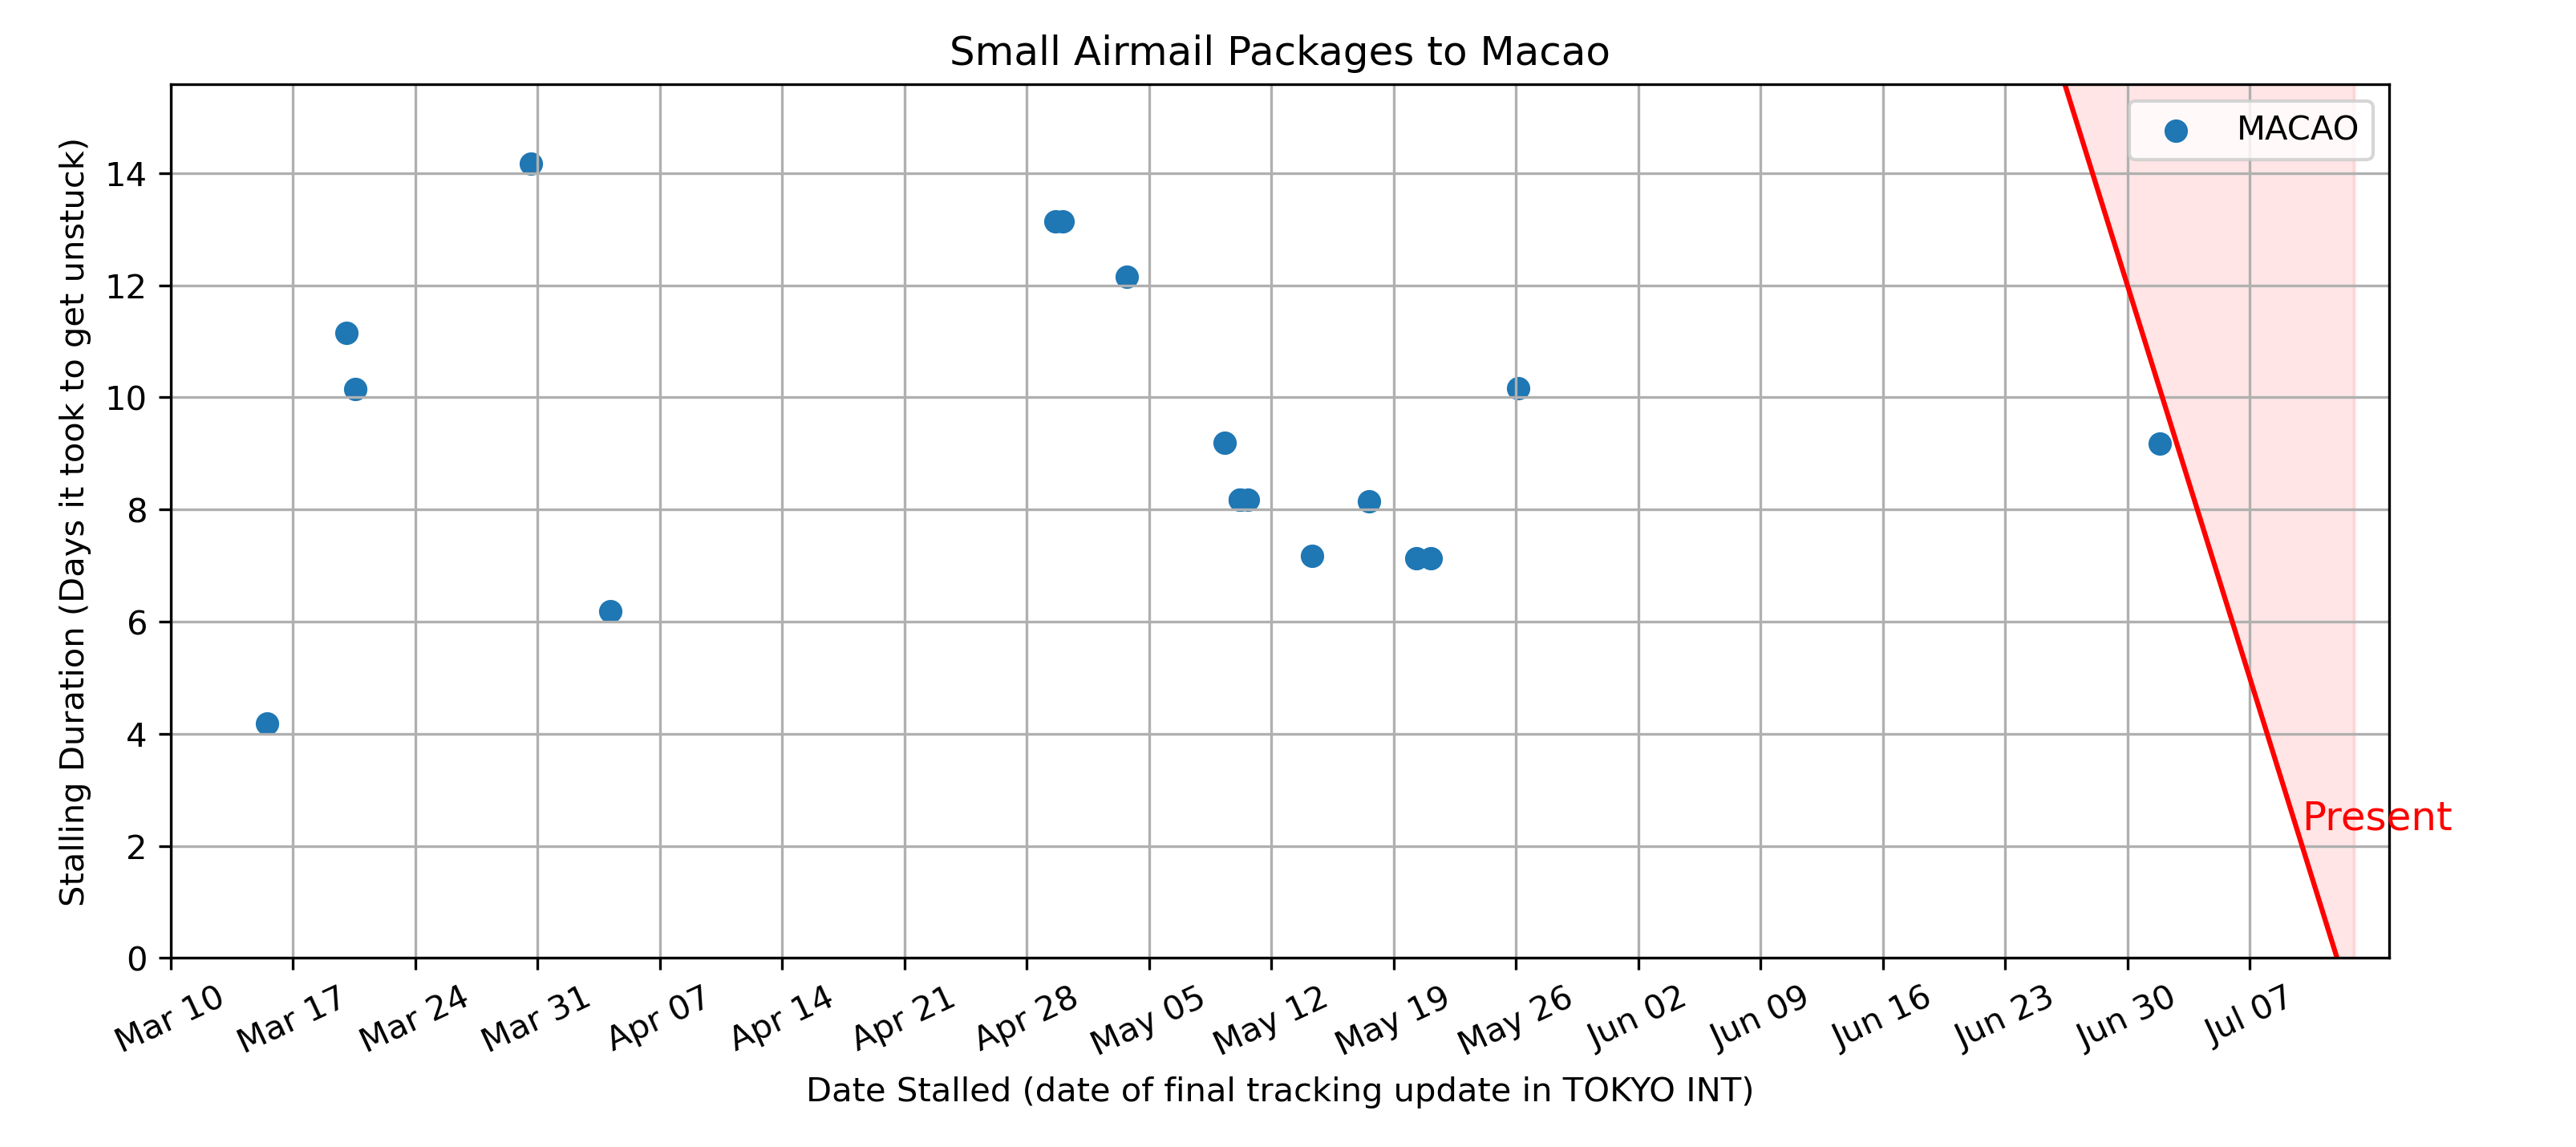 Small Airmail Packages to Macao
MACAO
Stalling Duration (Days it took to get unstuck)
14
12
10
8
6
4
2
0
Present
Mar 10
Mar 17
Mar 24
Mar 31
Apr 07
Apr 14
Apr 21
Apr 28
May 05
May 12
May 19
May 26
Jun 02
Jun 09
Jun 16
Jun 23
Jun 30
Jul 07
Date Stalled (date of final tracking update in TOKYO INT)